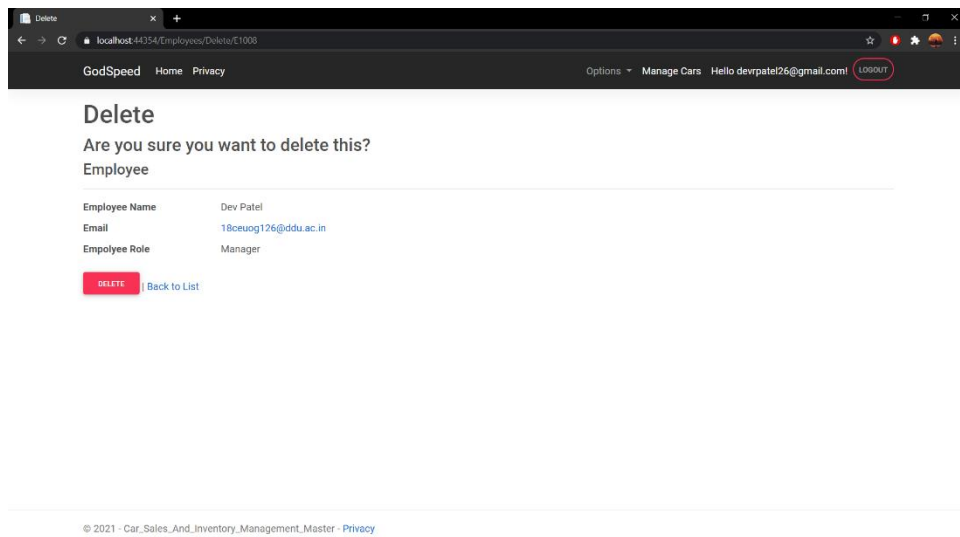 Delete
localhost:44354/Employees/Delete/E1008
GodSpeed Home Privacy Options Manage Cars Hello devrpatel26@gmail.com! LOGOUT
Delete
Are you sure you want to delete this?
Employee
Employee Name Dev Patel
Email 18ceuog126@ddu.ac.in
Empolyee Role Manager
DELETE | Back to List
© 2021 - Car_Sales_And_Inventory_Management_Master - Privacy